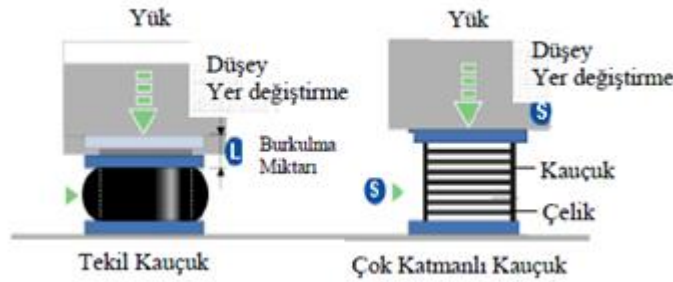 Yük
Düşey
Yer değiştirme
L
Burkulma
Miktarı
Tekil Kauçuk
Yük
Düşey
Yer değiştirme
S
S
Kauçuk
Çelik
Çok Katmanlı Kauçuk